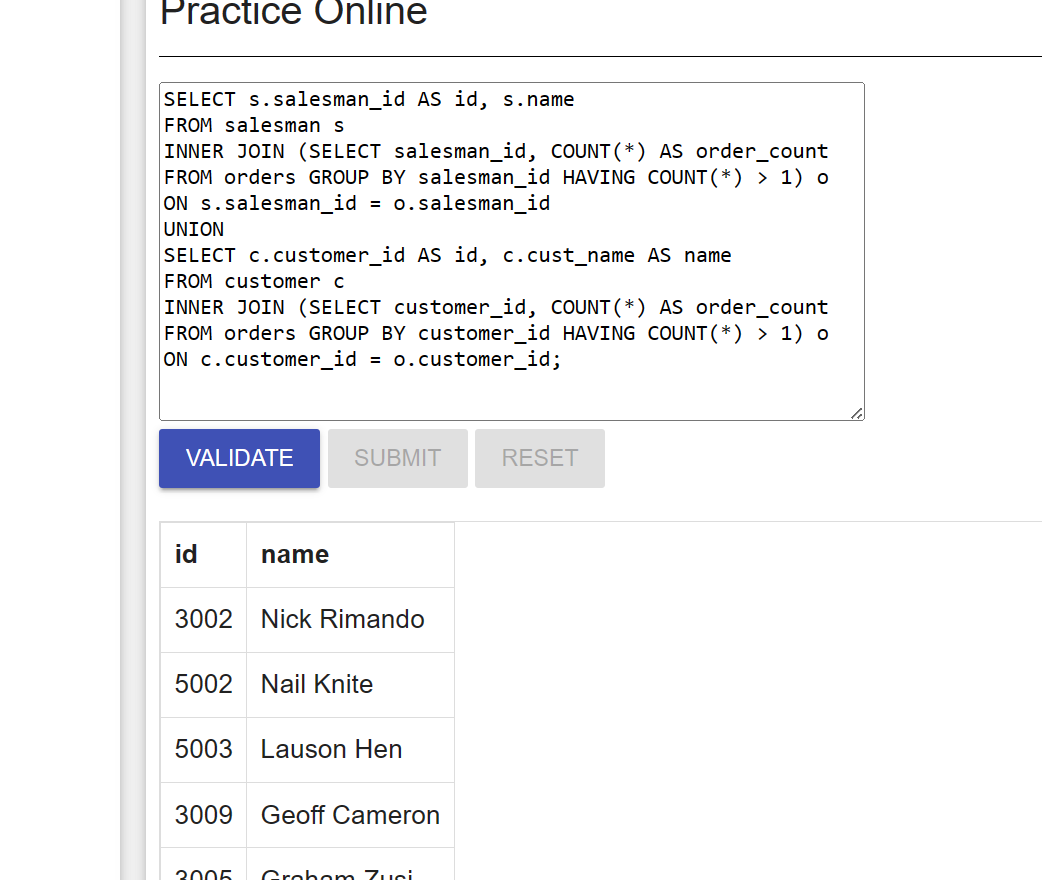 Practice Online
SELECT s.salesman_id AS id, s.name
FROM salesman s
INNER JOIN (SELECT salesman_id, COUNT(*) AS order_count
FROM orders GROUP BY salesman_id HAVING COUNT(*) > 1) o
ON s.salesman_id = o.salesman_id
UNION
SELECT c.customer_id AS id, c.cust_name AS name
FROM customer c
INNER JOIN (SELECT customer_id, COUNT(*) AS order_count
FROM orders GROUP BY customer_id HAVING COUNT(*) > 1) o
ON c.customer_id = o.customer_id;
VALIDATE SUBMIT RESET
id name
3002 Nick Rimando
5002 Nail Knite
5003 Lauson Hen
3009 Geoff Cameron
3005 Graham Zusi